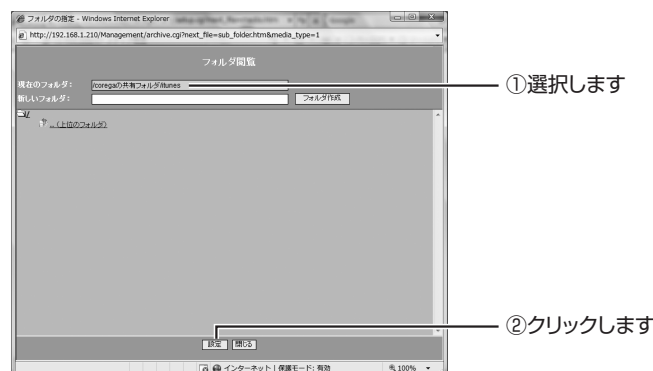 フォルダの指定 - Windows Internet Explorer
http://192.168.1.210/Management/archive.cgi?next_file=sub_folder.htm&media_type=1
フォルダ閲覧
現在のフォルダ： /coregaの共有フォルダ/itunes
①選択します
新しいフォルダ： フォルダ作成
/
..(上位のフォルダ)
設定 閉じる
②クリックします
インターネット | 保護モード: 有効 100%